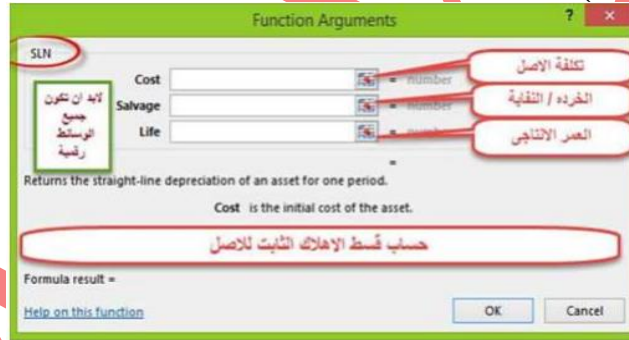 Function Arguments
? ×
SLN
Cost
= number
تكلفة الاصل
Salvage
= number
الخرده / النفاية
Life
= number
العمر الانتاجى
لابد ان تكون
جميع
الوسائط
رقمية
=
Returns the straight-line depreciation of an asset for one period.
Cost is the initial cost of the asset.
حساب قسط الاهلاك الثابت للاصل
Formula result =
Help on this function
OK
Cancel